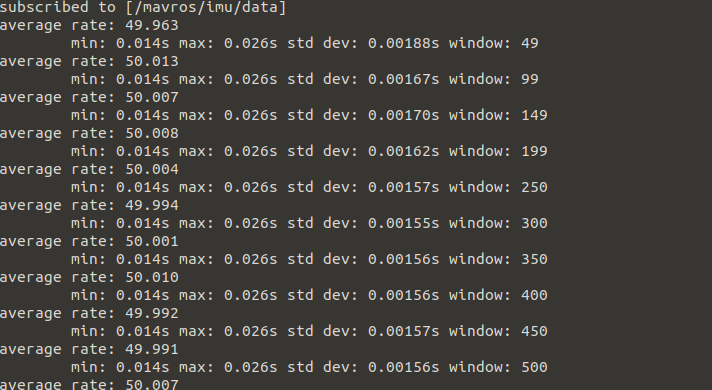 subscribed to [/mavros/imu/data]
average rate: 49.963
min: 0.014s max: 0.026s std dev: 0.00188s window: 49
average rate: 50.013
min: 0.014s max: 0.026s std dev: 0.00167s window: 99
average rate: 50.007
min: 0.014s max: 0.026s std dev: 0.00170s window: 149
average rate: 50.008
min: 0.014s max: 0.026s std dev: 0.00162s window: 199
average rate: 50.004
min: 0.014s max: 0.026s std dev: 0.00157s window: 250
average rate: 49.994
min: 0.014s max: 0.026s std dev: 0.00155s window: 300
average rate: 50.001
min: 0.014s max: 0.026s std dev: 0.00156s window: 350
average rate: 50.010
min: 0.014s max: 0.026s std dev: 0.00156s window: 400
average rate: 49.992
min: 0.014s max: 0.026s std dev: 0.00157s window: 450
average rate: 49.991
min: 0.014s max: 0.026s std dev: 0.00156s window: 500
average rate: 50.007